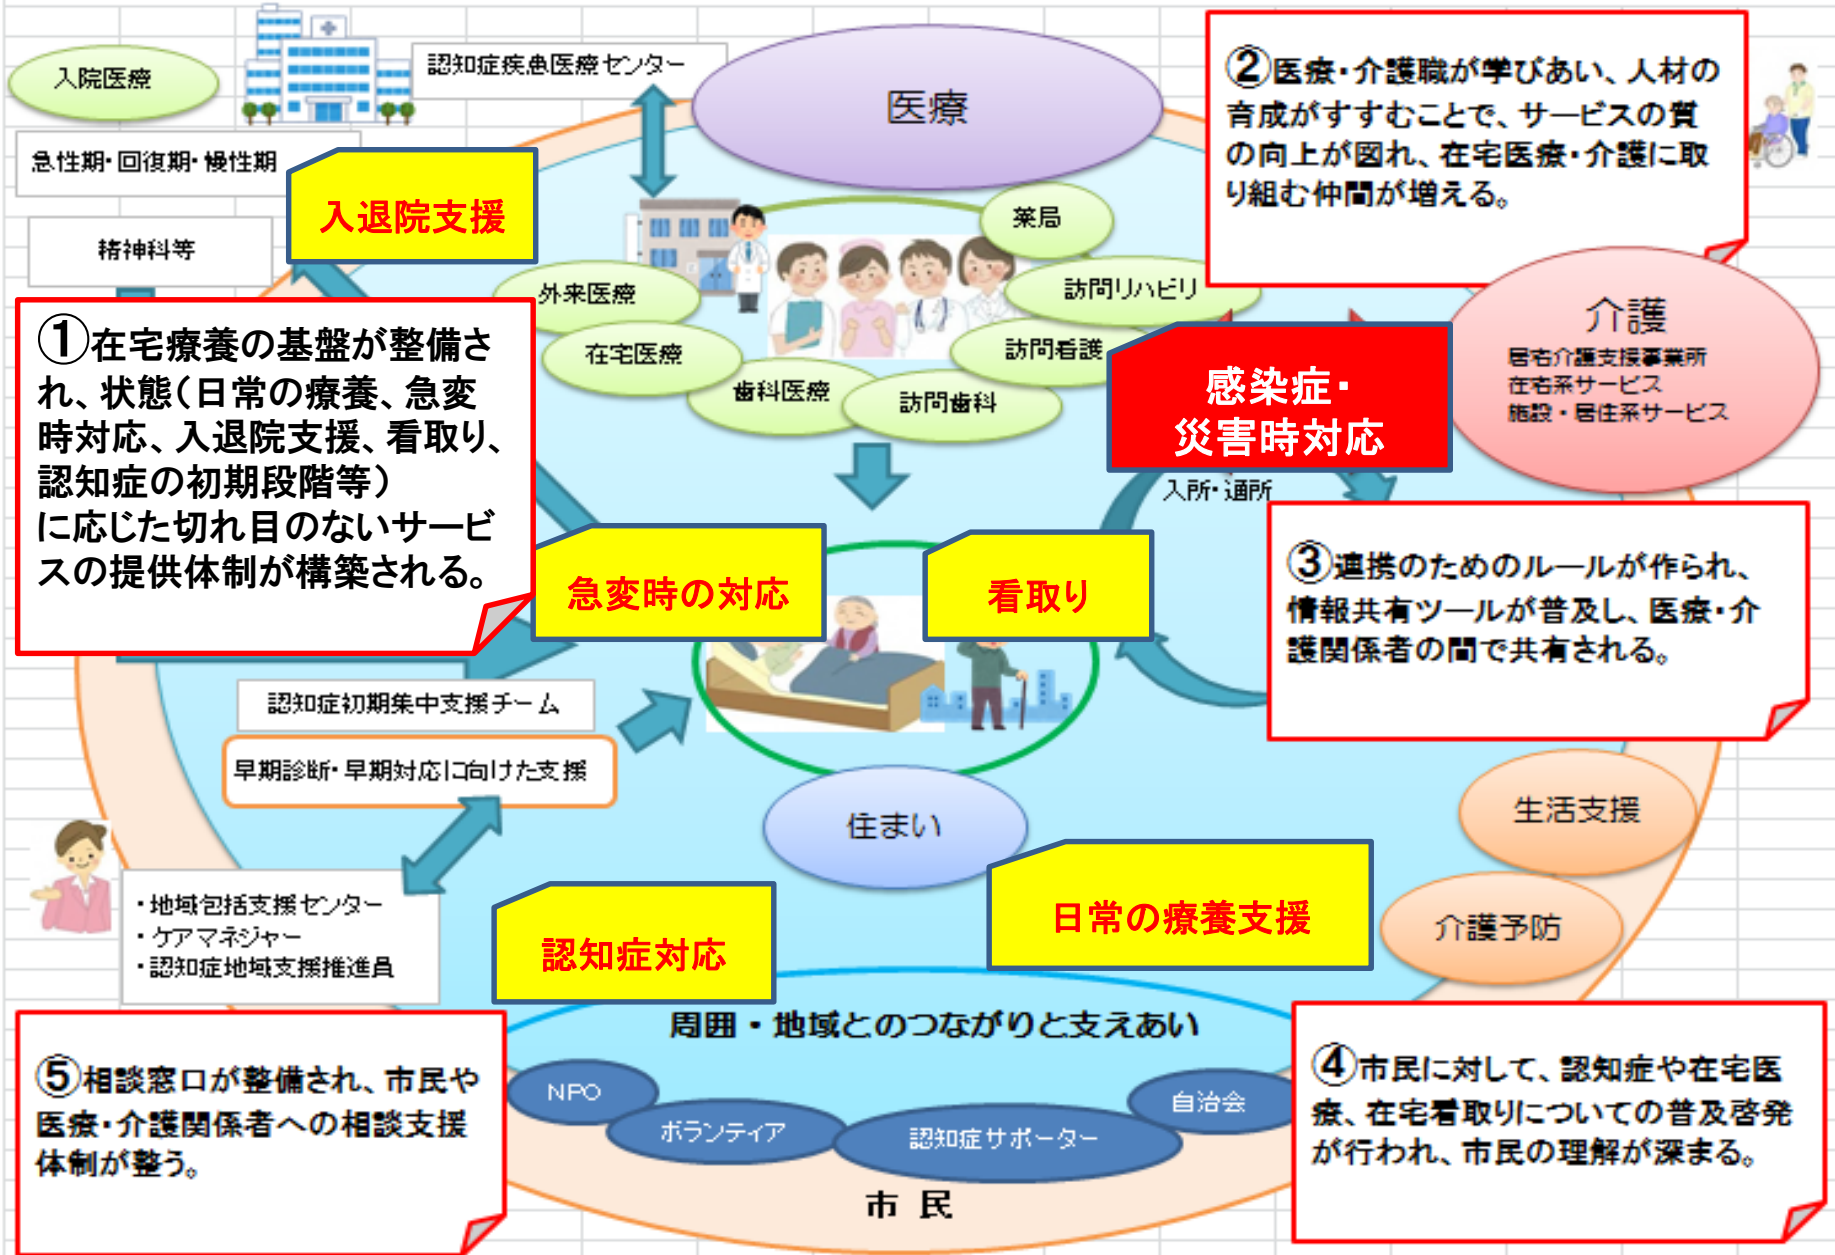 入院医療
認知症疾患医療センター
医療
②医療・介護職が学びあい、人材の
育成がすすむことで、サービスの質
の向上が図れ、在宅医療・介護に取
り組む仲間が増える。
急性期・回復期・慢性期
入退院支援
精神科等
薬局
外来医療
訪問リハビリ
在宅医療
訪問看護
歯科医療
訪問歯科
介護
居宅介護支援事業所
在宅系サービス
施設・居住系サービス
①在宅療養の基盤が整備さ
れ、状態（日常の療養、急変
時対応、入退院支援、看取り、
認知症の初期段階等）
に応じた切れ目のないサービ
スの提供体制が構築される。
感染症・
災害時対応
入所・通所
急変時の対応
看取り
③連携のためのルールが作られ、
情報共有ツールが普及し、医療・介
護関係者の間で共有される。
認知症初期集中支援チーム
早期診断・早期対応に向けた支援
住まい
生活支援
・地域包括支援センター
・ケアマネジャー
・認知症地域支援推進員
認知症対応
日常の療養支援
介護予防
周囲・地域とのつながりと支えあい
⑤相談窓口が整備され、市民や
医療・介護関係者への相談支援
体制が整う。
NPO
ボランティア
認知症サポーター
自治会
④市民に対して、認知症や在宅医
療、在宅看取りについての普及啓発
が行われ、市民の理解が深まる。
市 民